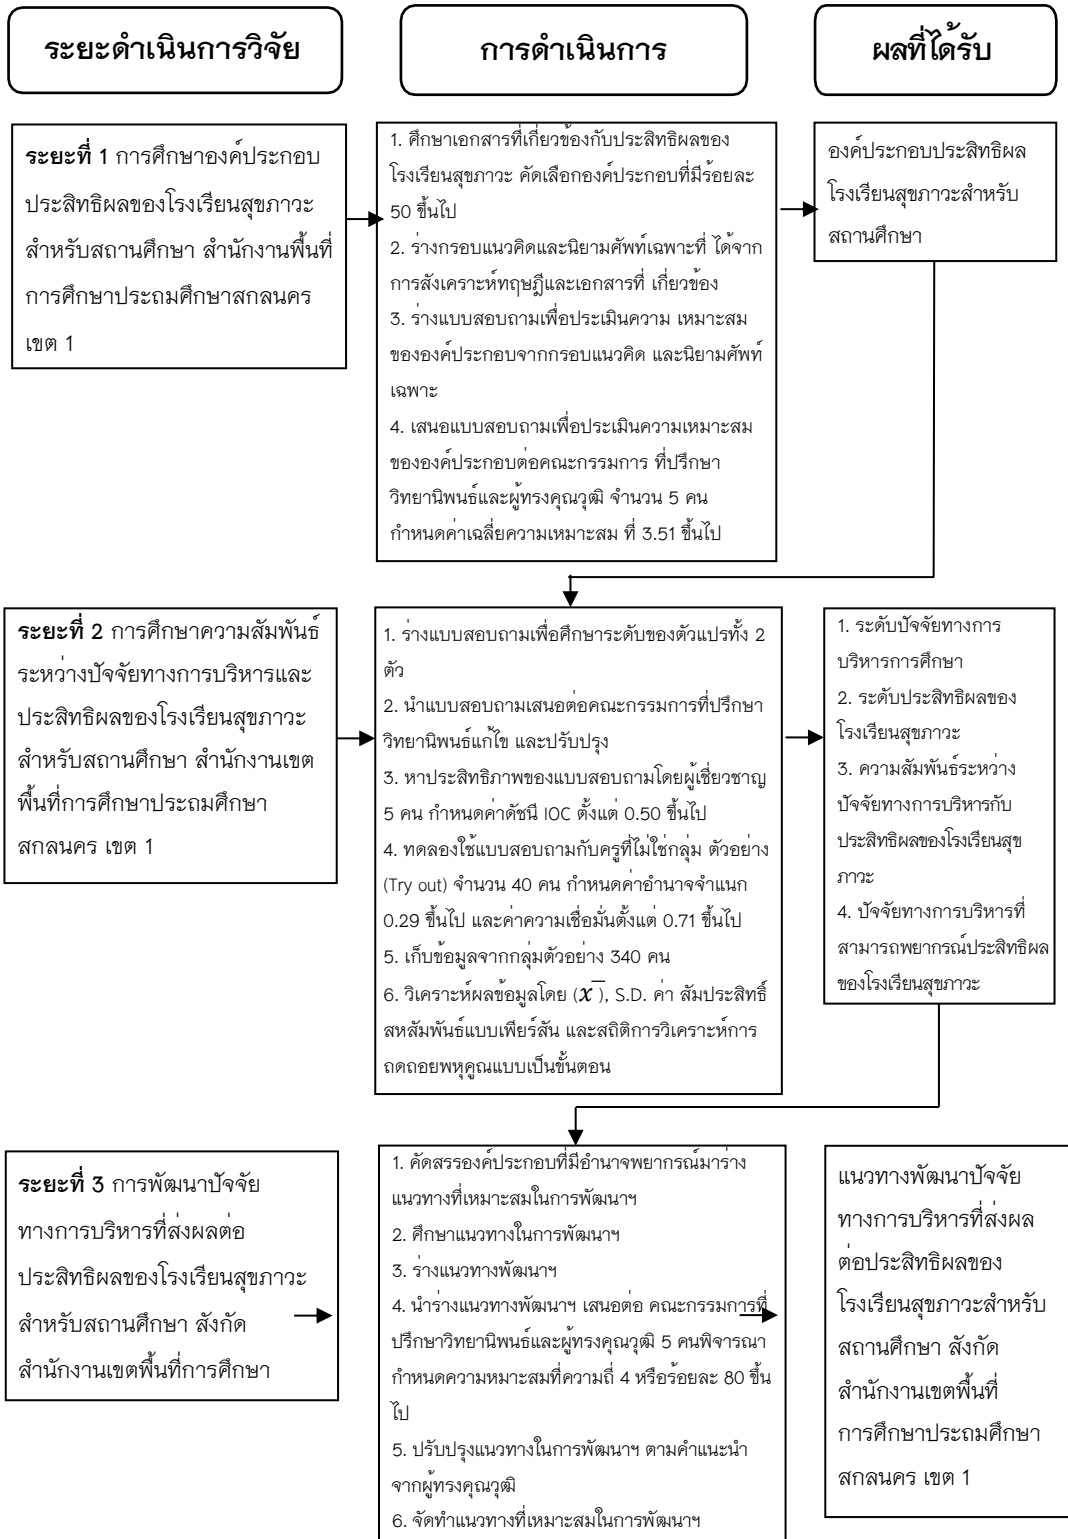 ระยะดำเนินการวิจัย
การดำเนินการ
ผลที่ได้รับ
ระยะที่ 1 การศึกษาองค์ประกอบ
ประสิทธิผลของโรงเรียนสุขภาวะ
สำหรับสถานศึกษา สำนักงานพื้นที่
การศึกษาประถมศึกษาสกลนคร
เขต 1
1. ศึกษาเอกสารที่เกี่ยวข้องกับประสิทธิผลของ
โรงเรียนสุขภาวะ คัดเลือกองค์ประกอบที่มีร้อยละ
50 ขึ้นไป
2. ร่างกรอบแนวคิดและนิยามศัพท์เฉพาะที่ ได้จาก
การสังเคราะห์ทฤษฎีและเอกสารที่ เกี่ยวข้อง
3. ร่างแบบสอบถามเพื่อประเมินความ เหมาะสม
ขององค์ประกอบจากกรอบแนวคิด และนิยามศัพท์
เฉพาะ
4. เสนอแบบสอบถามเพื่อประเมินความเหมาะสม
ขององค์ประกอบต่อคณะกรรมการ ที่ปรึกษา
วิทยานิพนธ์และผู้ทรงคุณวุฒิ จำนวน 5 คน
กำหนดค่าเฉลี่ยความเหมาะสม ที่ 3.51 ขึ้นไป
องค์ประกอบประสิทธิผล
โรงเรียนสุขภาวะสำหรับ
สถานศึกษา
ระยะที่ 2 การศึกษาความสัมพันธ์
ระหว่างปัจจัยทางการบริหารและ
ประสิทธิผลของโรงเรียนสุขภาวะ
สำหรับสถานศึกษา สำนักงานเขต
พื้นที่การศึกษาประถมศึกษา
สกลนคร เขต 1
1. ร่างแบบสอบถามเพื่อศึกษาระดับของตัวแปรทั้ง 2
ตัว
2. นำแบบสอบถามเสนอต่อคณะกรรมการที่ปรึกษา
วิทยานิพนธ์แก้ไข และปรับปรุง
3. หาประสิทธิภาพของแบบสอบถามโดยผู้เชี่ยวชาญ
5 คน กำหนดค่าดัชนี IOC ตั้งแต่ 0.50 ขึ้นไป
4. ทดลองใช้แบบสอบถามกับครูที่ไม่ใช่กลุ่ม ตัวอย่าง
(Try out) จำนวน 40 คน กำหนดค่าอำนาจจำแนก
0.29 ขึ้นไป และค่าความเชื่อมั่นตั้งแต่ 0.71 ขึ้นไป
5. เก็บข้อมูลจากกลุ่มตัวอย่าง 340 คน
6. วิเคราะห์ผลข้อมูลโดย (x̄), S.D. ค่า สัมประสิทธิ์
สหสัมพันธ์แบบเพียร์สัน และสถิติการวิเคราะห์การ
ถดถอยพหุคูณแบบเป็นขั้นตอน
1. ระดับปัจจัยทางการ
บริหารการศึกษา
2. ระดับประสิทธิผลของ
โรงเรียนสุขภาวะ
3. ความสัมพันธ์ระหว่าง
ปัจจัยทางการบริหารกับ
ประสิทธิผลของโรงเรียนสุข
ภาวะ
4. ปัจจัยทางการบริหารที่
สามารถพยากรณ์ประสิทธิผล
ของโรงเรียนสุขภาวะ
ระยะที่ 3 การพัฒนาปัจจัย
ทางการบริหารที่ส่งผลต่อ
ประสิทธิผลของโรงเรียนสุขภาวะ
สำหรับสถานศึกษา สังกัด
สำนักงานเขตพื้นที่การศึกษา
1. คัดสรรองค์ประกอบที่มีอำนาจพยากรณ์มาร่าง
แนวทางที่เหมาะสมในการพัฒนาฯ
2. ศึกษาแนวทางในการพัฒนาฯ
3. ร่างแนวทางพัฒนาฯ
4. นำร่างแนวทางพัฒนาฯ เสนอต่อ คณะกรรมการที่
ปรึกษาวิทยานิพนธ์และผู้ทรงคุณวุฒิ 5 คนพิจารณา
กำหนดความหมาะสมที่ความถี่ 4 หรือร้อยละ 80 ขึ้น
ไป
5. ปรับปรุงแนวทางในการพัฒนาฯ ตามคำแนะนำ
จากผู้ทรงคุณวุฒิ
6. จัดทำแนวทางที่เหมาะสมในการพัฒนาฯ
แนวทางพัฒนาปัจจัย
ทางการบริหารที่ส่งผล
ต่อประสิทธิผลของ
โรงเรียนสุขภาวะสำหรับ
สถานศึกษา สังกัด
สำนักงานเขตพื้นที่
การศึกษาประถมศึกษา
สกลนคร เขต 1